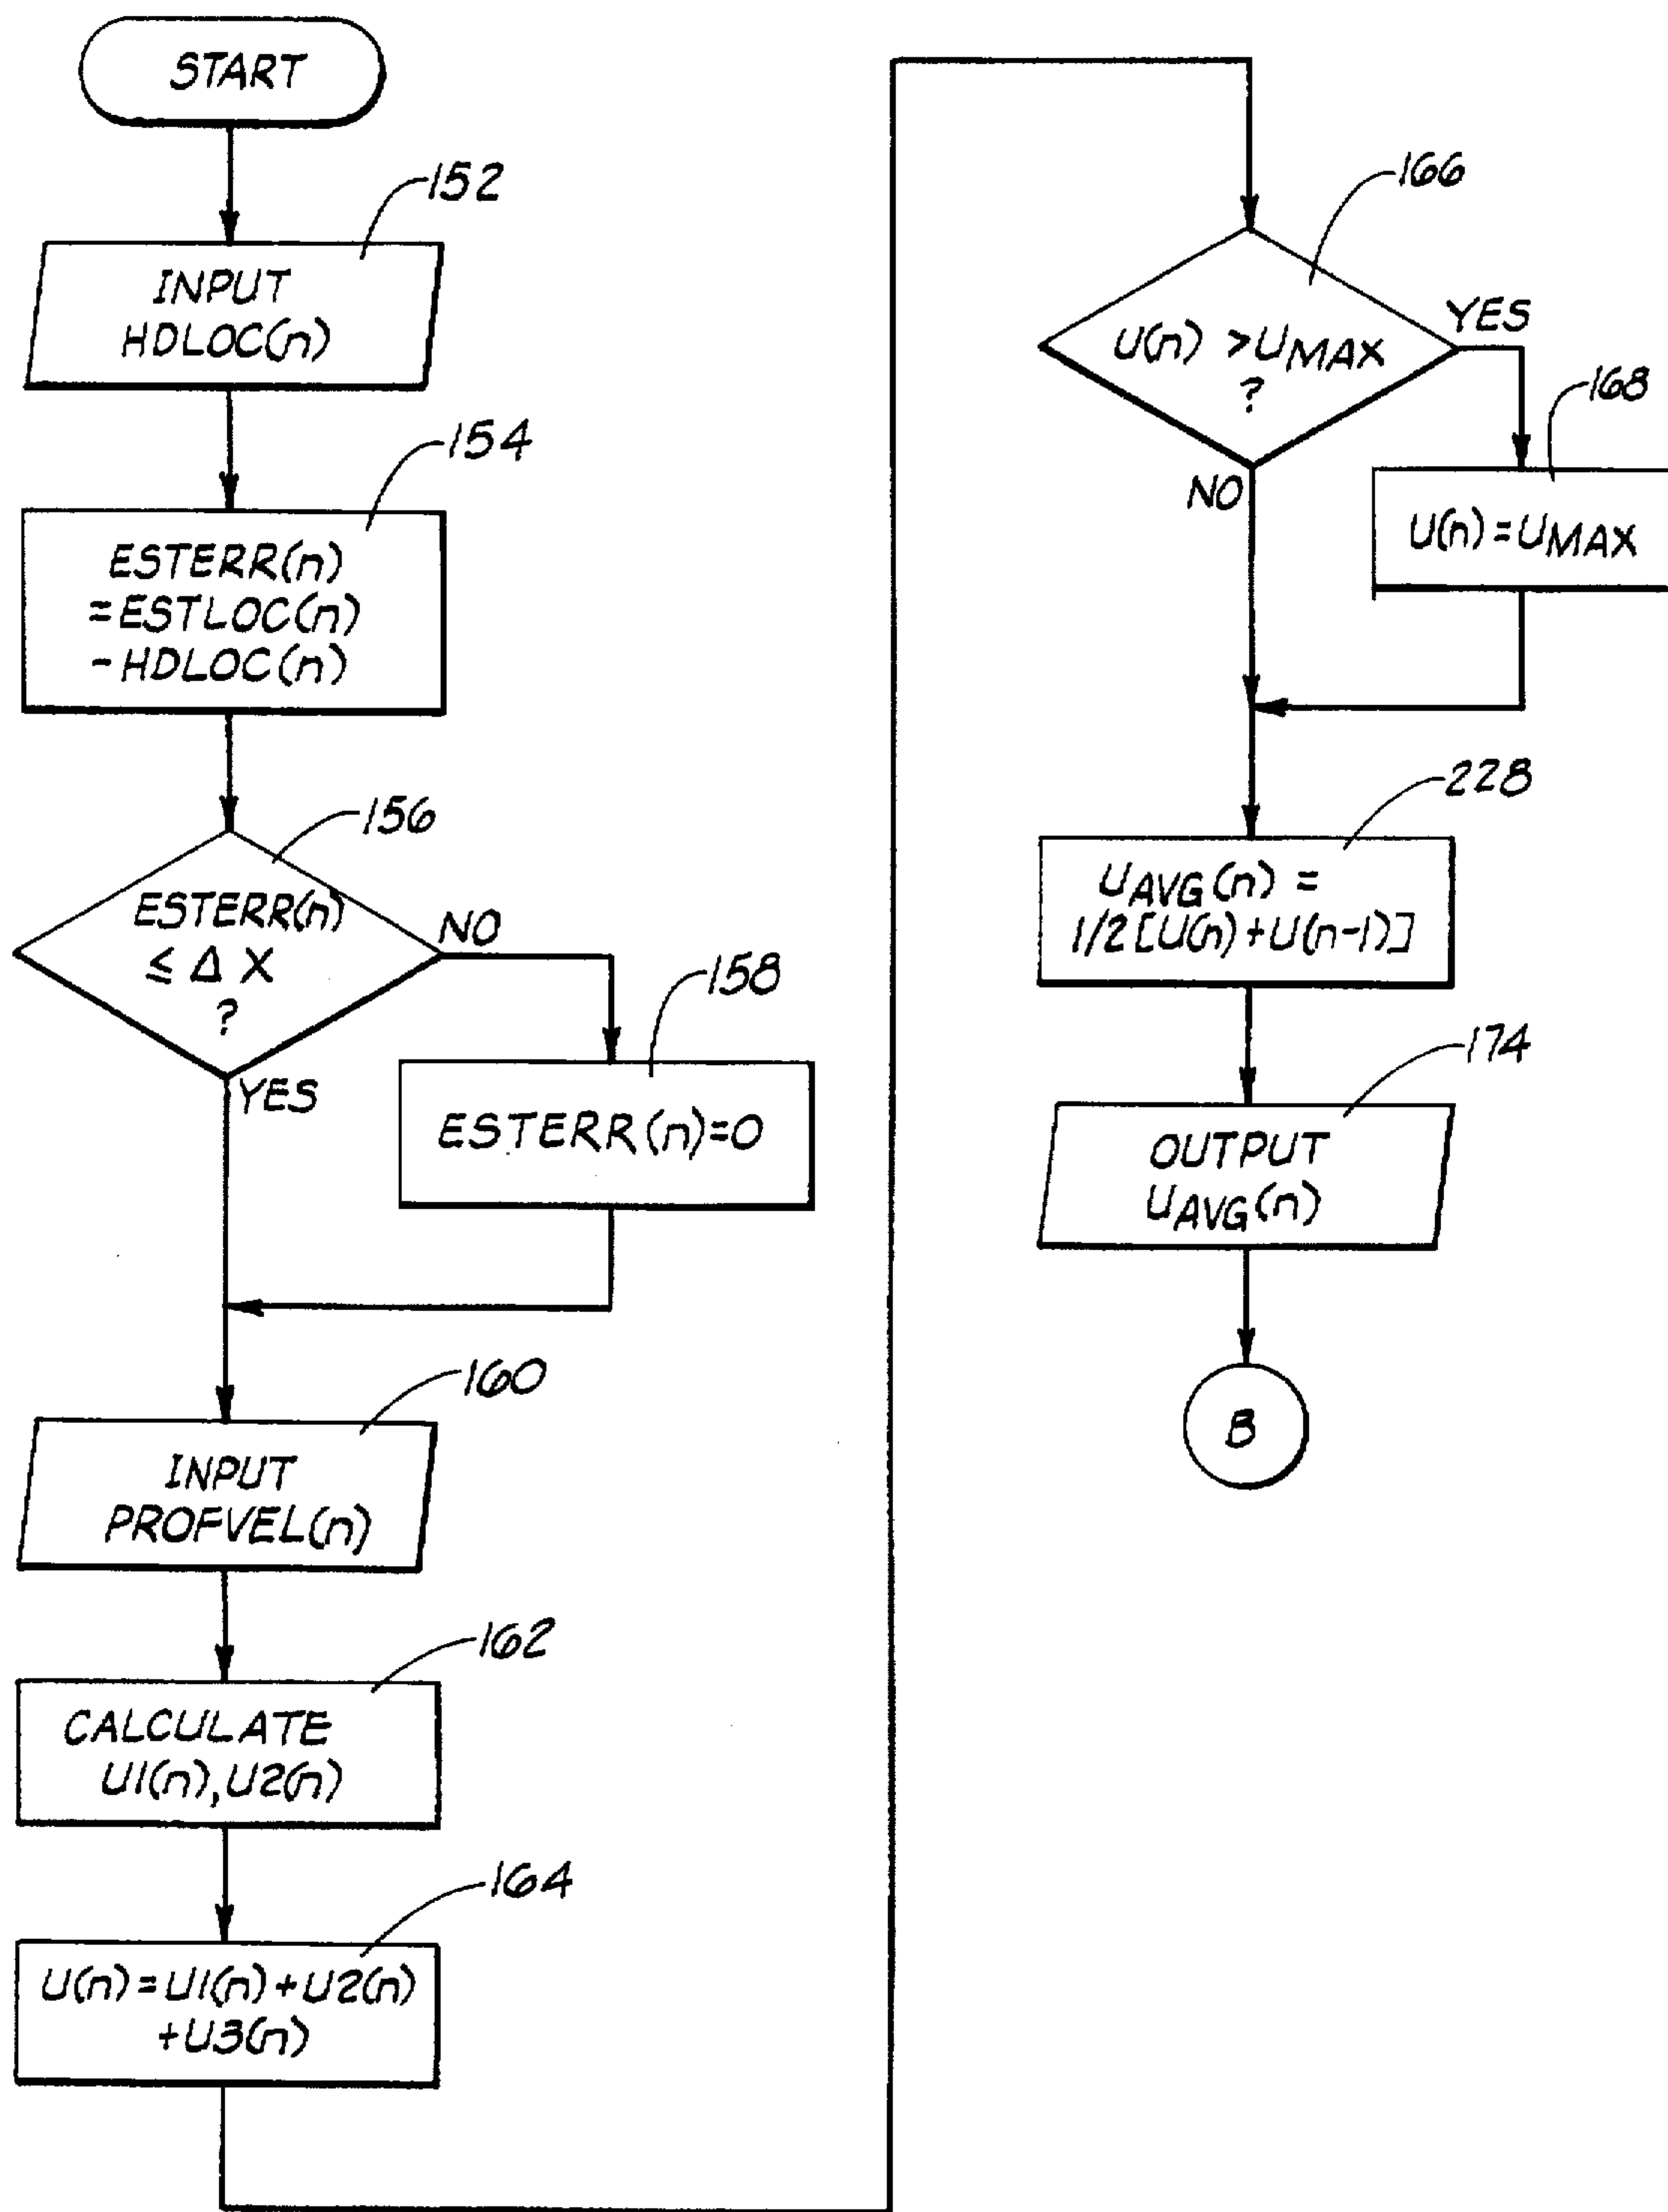 START
152
INPUT
HDLOC(n)
154
ESTERR(n)
=ESTLOC(n)
-HDLOC(n)
156
ESTERR(n)
≤ Δ X
?
NO
YES
158
ESTERR(n)=0
160
INPUT
PROFVEL(n)
162
CALCULATE
U1(n),U2(n)
164
U(n)=U1(n)+U2(n)
+U3(n)
166
U(n) >UMAX
?
YES
NO
168
U(n)=UMAX
228
UAVG(n) =
1/2[U(n)+U(n-1)]
174
OUTPUT
UAVG(n)
B